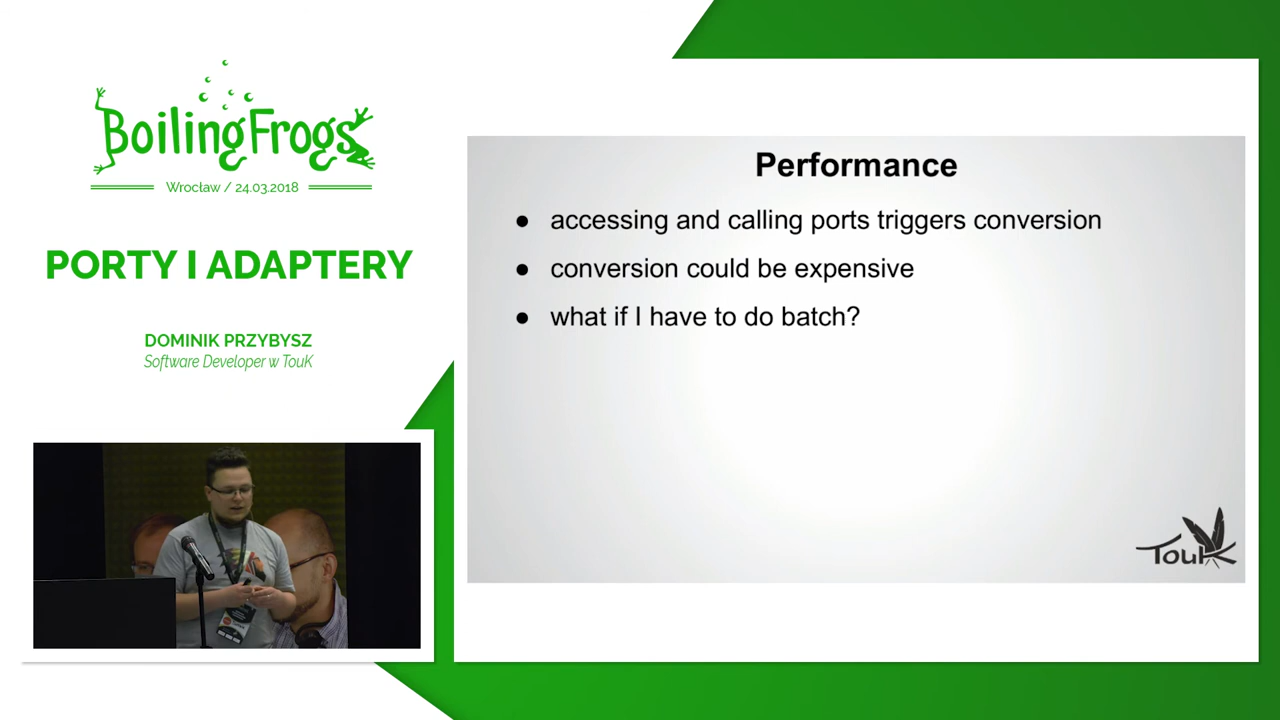 BoilingFrogs
Wrocław / 24.03.2018
PORTY I ADAPTERY
DOMINIK PRZYBYSZ
Software Developer w TouK
Performance
● accessing and calling ports triggers conversion
● conversion could be expensive
● what if I have to do batch?
TouK